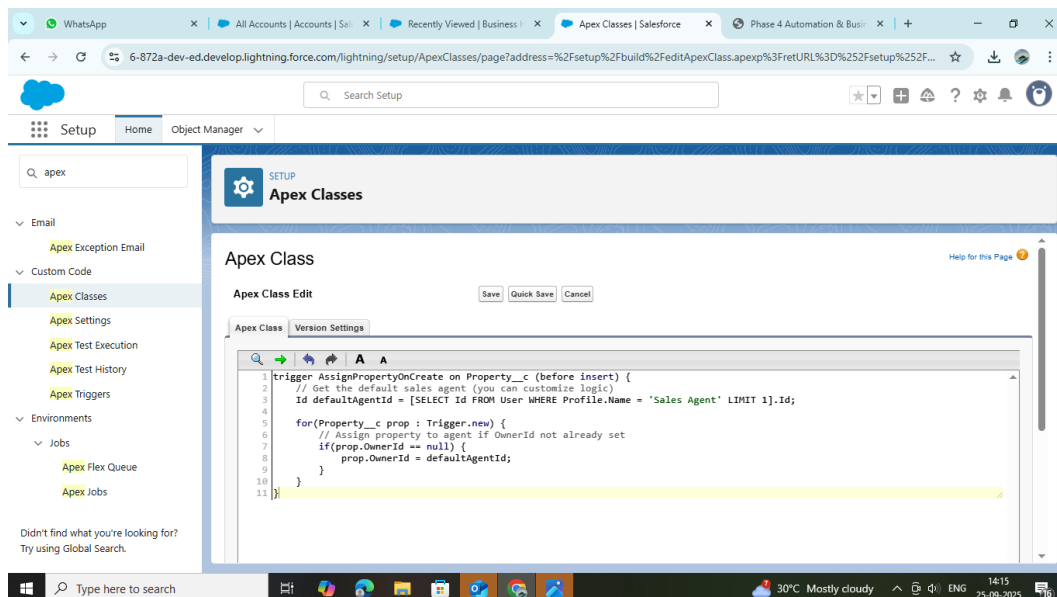 WhatsApp
All Accounts | Accounts | Sal
Recently Viewed | Business
Apex Classes | Salesforce
Phase 4 Automation & Busin
6-872a-dev-ed.develop.lightning.force.com/lightning/setup/ApexClasses/page?address=%2Fsetup%2Fbuild%2FeditApexClass.apexp%3FretURL%3D%252Fsetup%252F...
Search Setup
Setup
Home
Object Manager
apex
Email
Apex Exception Email
Custom Code
Apex Classes
Apex Settings
Apex Test Execution
Apex Test History
Apex Triggers
Environments
Jobs
Apex Flex Queue
Apex Jobs
Didn't find what you're looking for?
Try using Global Search.
SETUP
Apex Classes
Apex Class
Help for this Page
Apex Class Edit
Save Quick Save Cancel
Apex Class Version Settings
A A
1 trigger AssignPropertyOnCreate on Property__c (before insert) {
2 // Get the default sales agent (you can customize logic)
3 Id defaultAgentId = [SELECT Id FROM User WHERE Profile.Name = 'Sales Agent' LIMIT 1].Id;
4
5 for(Property__c prop : Trigger.new) {
6 // Assign property to agent if OwnerId not already set
7 if(prop.OwnerId == null) {
8 prop.OwnerId = defaultAgentId;
9 }
10 }
11 }
Type here to search
30°C Mostly cloudy
ENG
14:15
25-09-2025